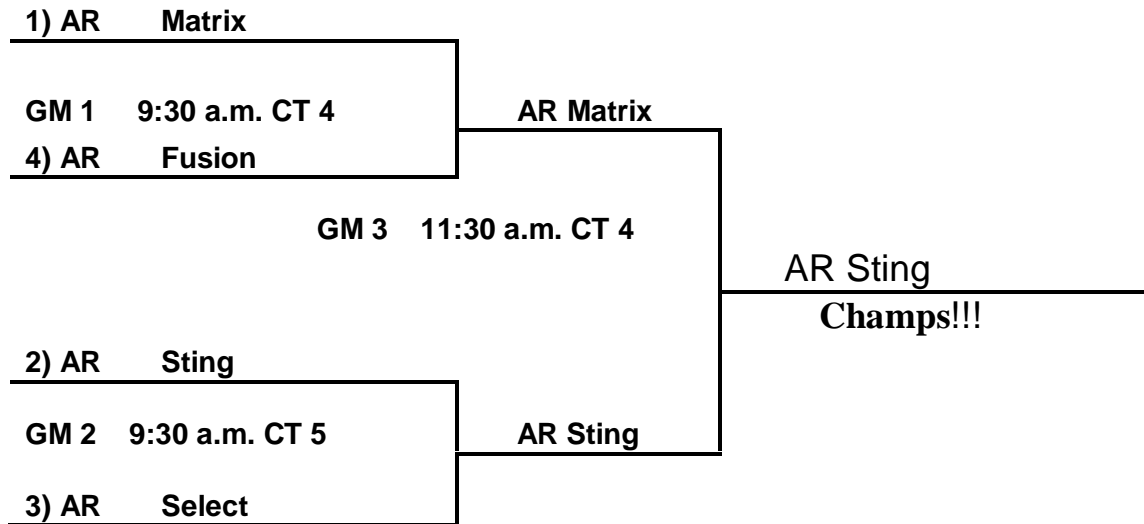 1) AR Matrix
GM 1 9:30 a.m. CT 4
AR Matrix
4) AR Fusion
GM 3 11:30 a.m. CT 4
AR Sting
Champs!!!
2) AR Sting
GM 2 9:30 a.m. CT 5
AR Sting
3) AR Select